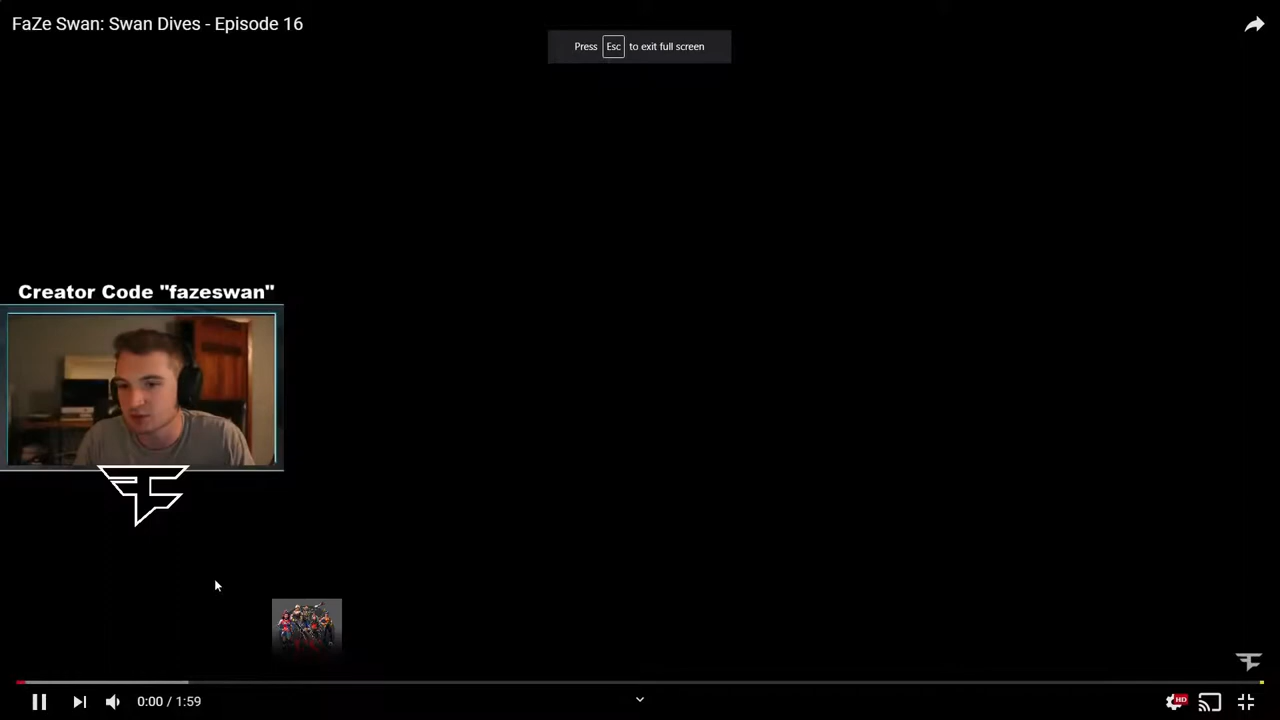 FaZe Swan: Swan Dives - Episode 16
Press Esc to exit full screen
Creator Code "fazeswan"
0:00 / 1:59
HD